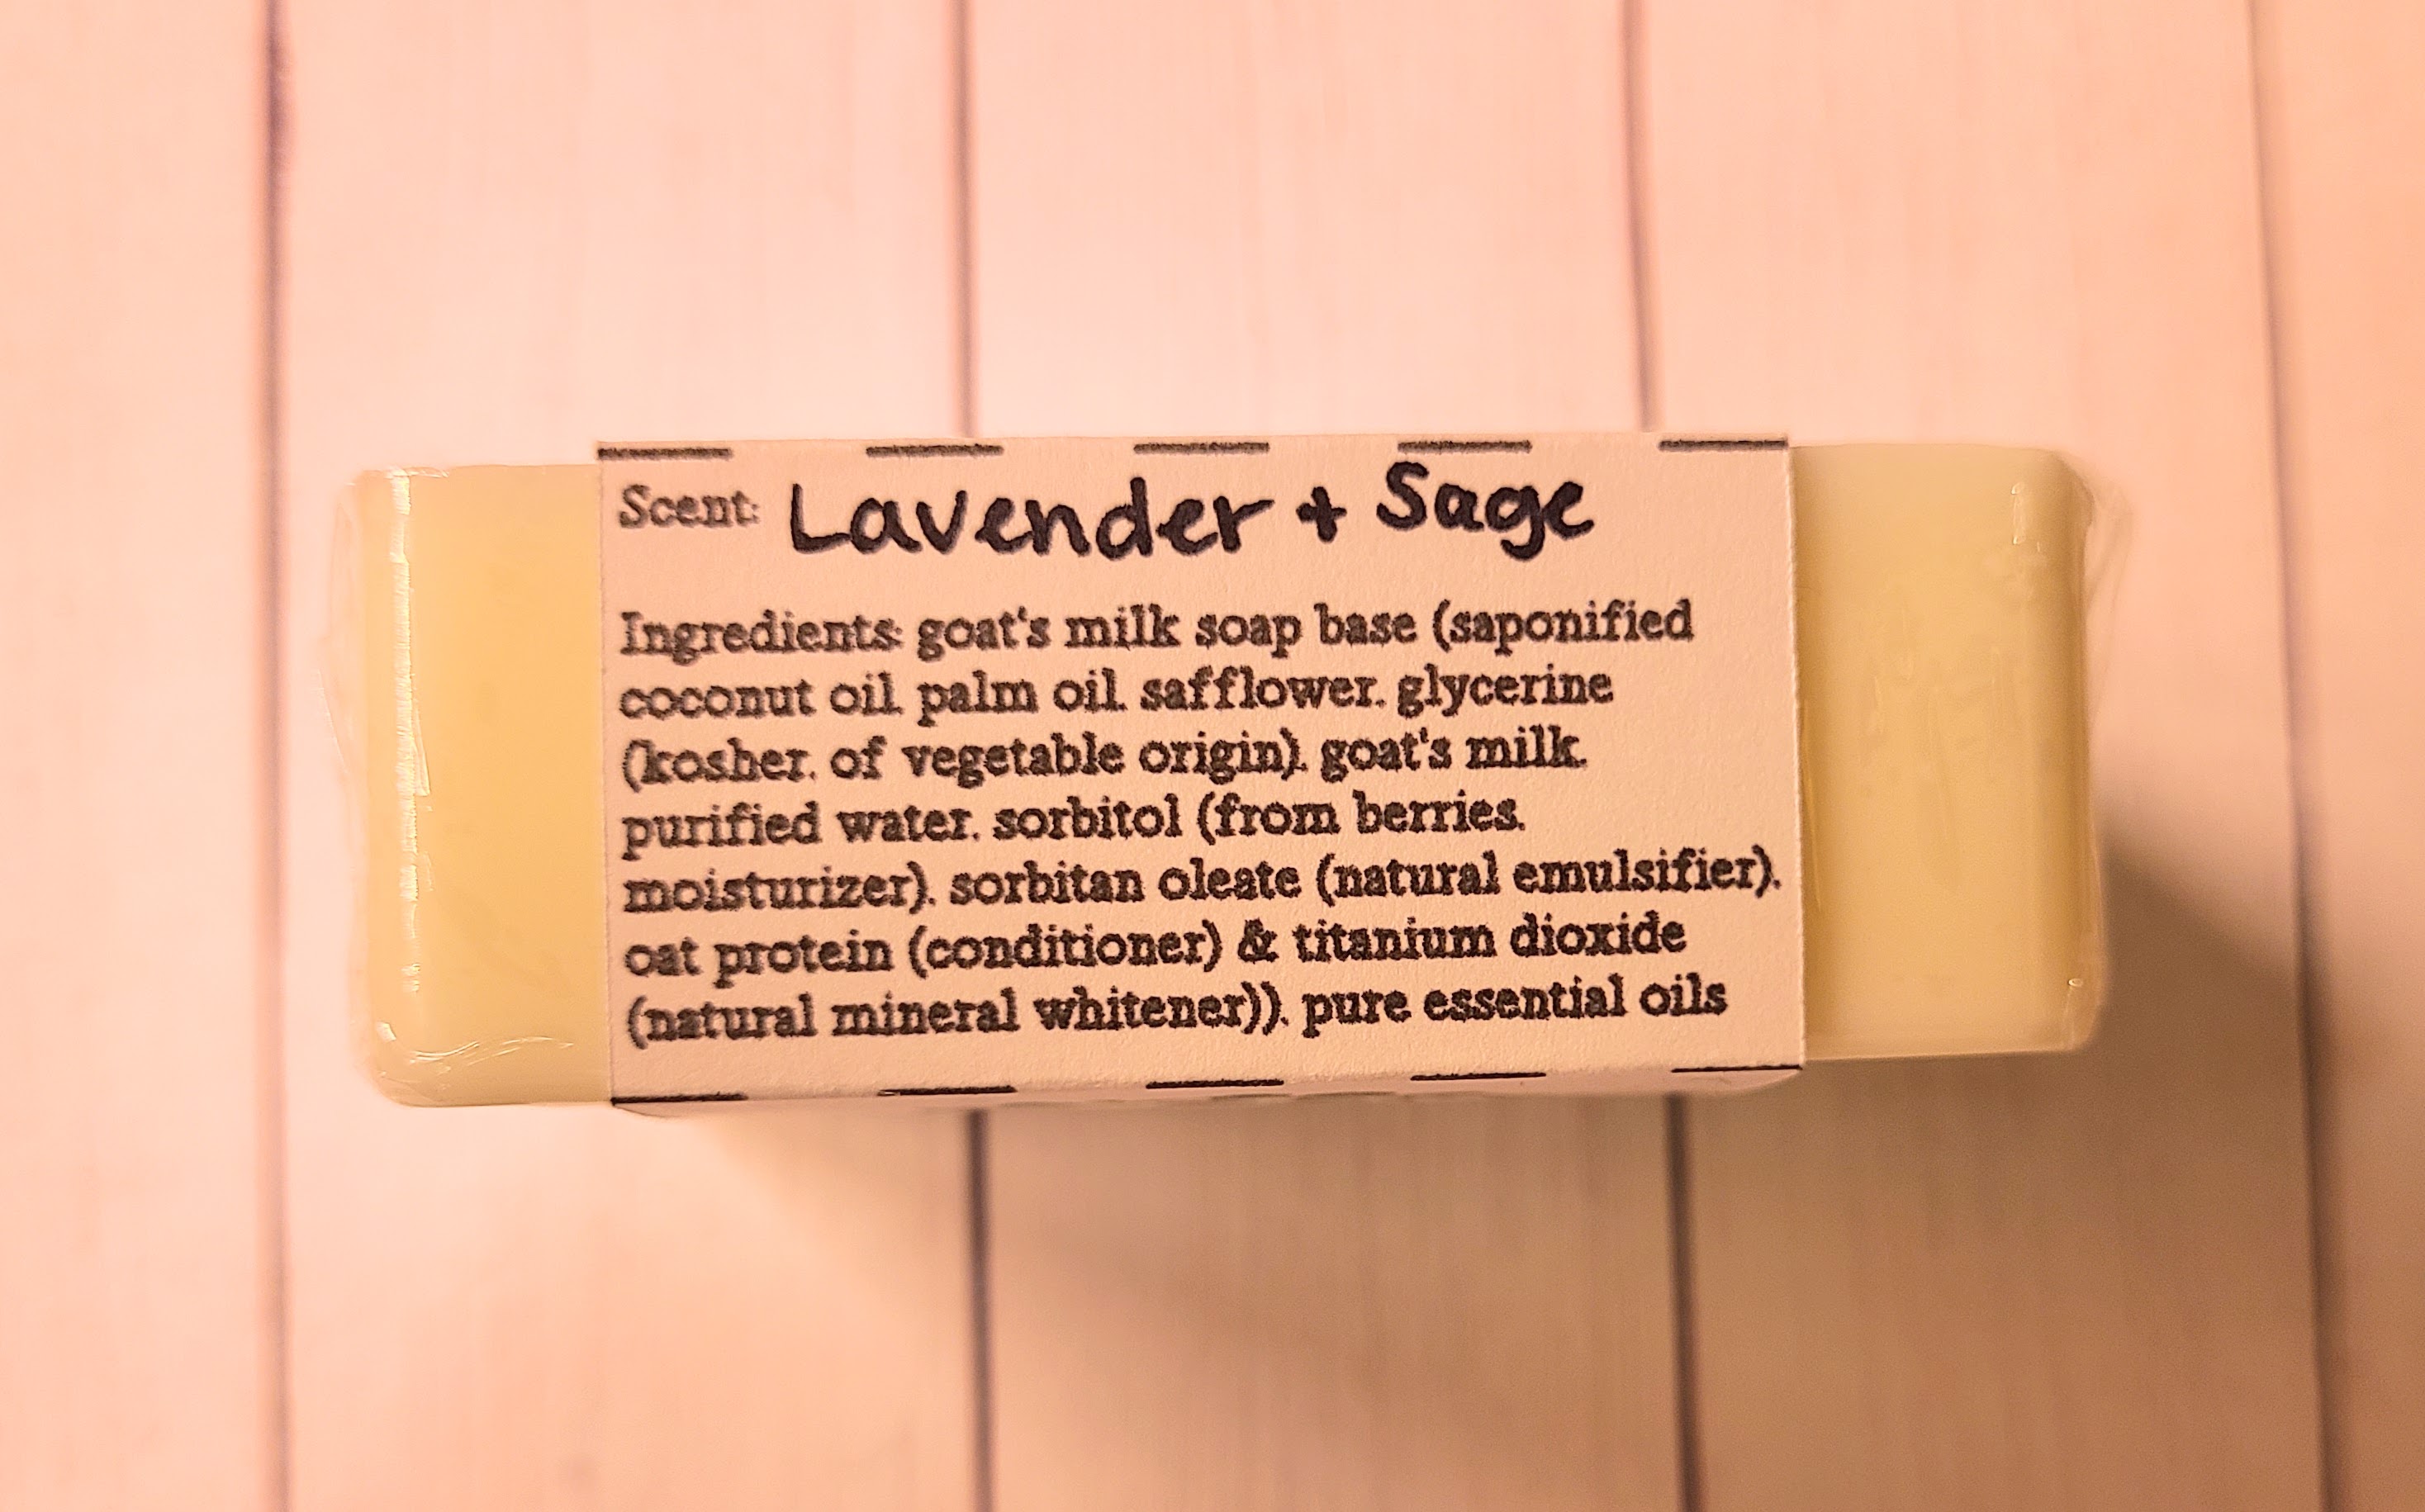 Scent: Lavender + Sage
Ingredients: goat's milk soap base (saponified
coconut oil, palm oil, safflower, glycerine
(kosher, of vegetable origin), goat's milk,
purified water, sorbitol (from berries,
moisturizer), sorbitan oleate (natural emulsifier),
oat protein (conditioner) & titanium dioxide
(natural mineral whitener)), pure essential oils